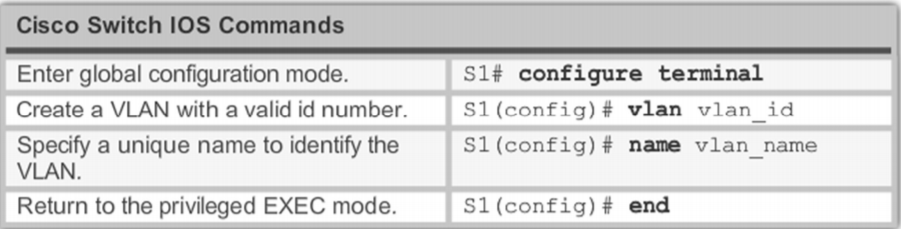 Cisco Switch IOS Commands
Enter global configuration mode.
S1# configure terminal
Create a VLAN with a valid id number.
S1(config)# vlan vlan_id
Specify a unique name to identify the
VLAN.
S1(config)# name vlan_name
Return to the privileged EXEC mode.
S1(config)# end